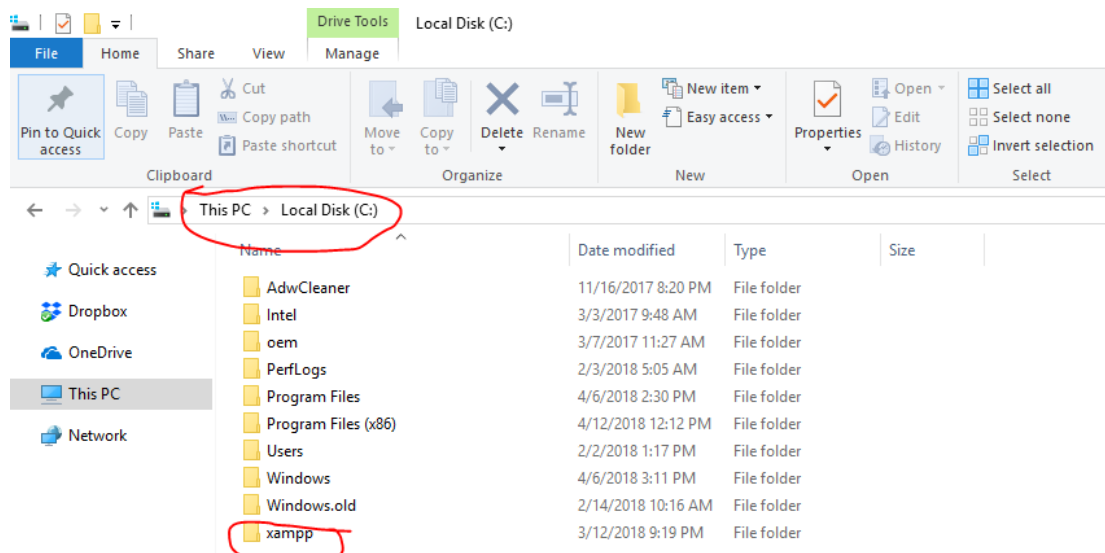 Drive Tools Local Disk (C:)
File Home Share View Manage
Pin to Quick access
Copy
Paste
Cut
Copy path
Paste shortcut
Clipboard
Move to
Copy to
Delete
Rename
Organize
New folder
New item
Easy access
New
Properties
Open
Edit
History
Open
Select all
Select none
Invert selection
Select
This PC > Local Disk (C:)
Quick access
Dropbox
OneDrive
This PC
Network
Name Date modified Type Size
AdwCleaner 11/16/2017 8:20 PM File folder
Intel 3/3/2017 9:48 AM File folder
oem 3/7/2017 11:27 AM File folder
PerfLogs 2/3/2018 5:05 AM File folder
Program Files 4/6/2018 2:30 PM File folder
Program Files (x86) 4/12/2018 12:12 PM File folder
Users 2/2/2018 1:17 PM File folder
Windows 4/6/2018 3:11 PM File folder
Windows.old 2/14/2018 10:16 AM File folder
xampp 3/12/2018 9:19 PM File folder